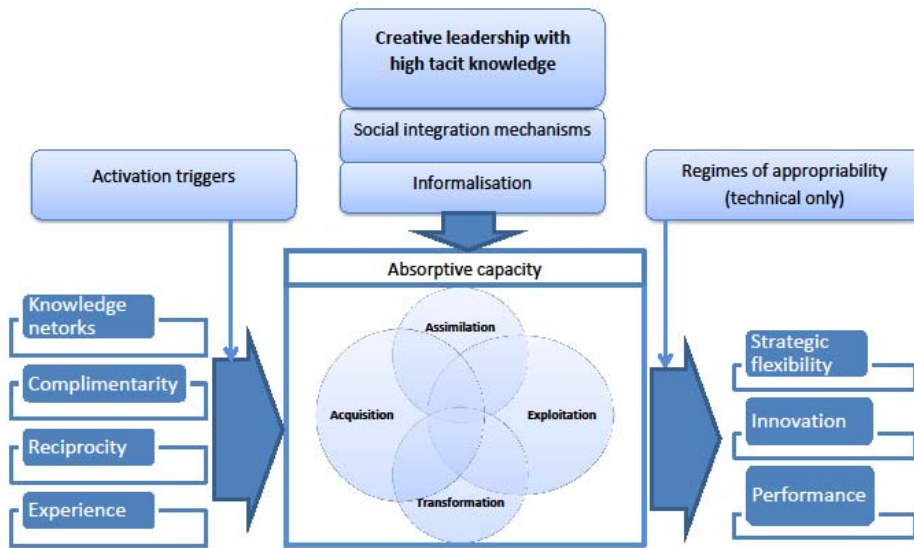 Creative leadership with
high tacit knowledge
Social integration mechanisms
Informalisation
Activation triggers
Regimes of appropriability
(technical only)
Absorptive capacity
Knowledge
netorks
Complimentarity
Reciprocity
Experience
Assimilation
Acquisition
Exploitation
Transformation
Strategic
flexibility
Innovation
Performance